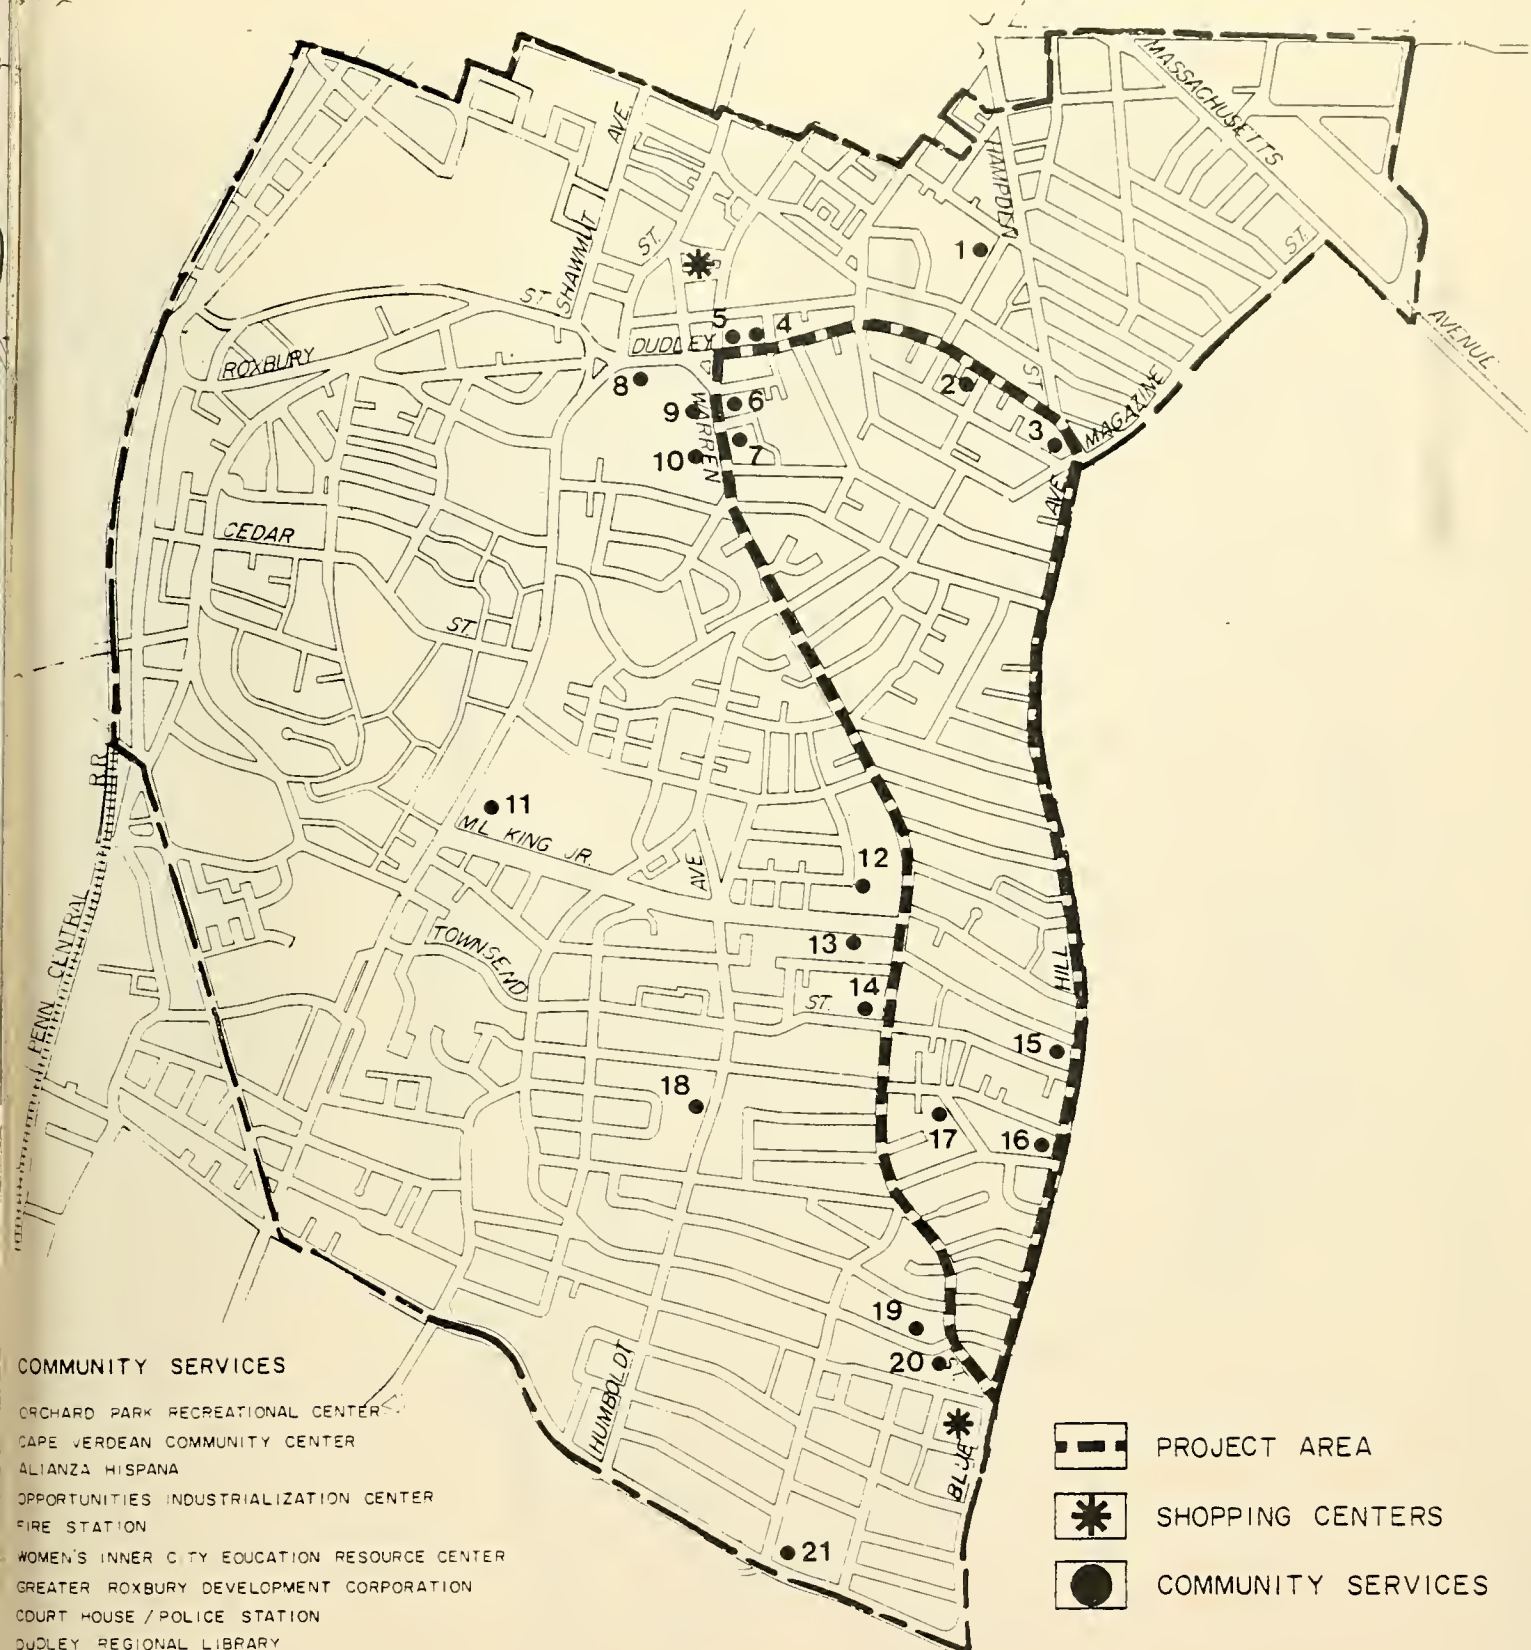 MASSACHUSETTS
AVENUE
HAMPDEN
ST.
MAGAZINE
ST.
SHAWMUT AVE.
ST.
ROXBURY
ST.
DUDLEY
WARREN
AVE.
CEDAR
ST.
1
2
3
4
5
6
7
8
9
10
11
ML KING JR.
AVE
12
13
14
TOWNSEND
ST.
HILL
15
16
17
18
19
20
ST.
HUMBOLDT
BLUE
21
PENN CENTRAL
R.R.
COMMUNITY SERVICES
ORCHARD PARK RECREATIONAL CENTER
CAPE VERDEAN COMMUNITY CENTER
ALIANZA HISPANA
OPPORTUNITIES INDUSTRIALIZATION CENTER
FIRE STATION
WOMEN'S INNER CITY EDUCATION RESOURCE CENTER
GREATER ROXBURY DEVELOPMENT CORPORATION
COURT HOUSE / POLICE STATION
DUDLEY REGIONAL LIBRARY
PROJECT AREA
SHOPPING CENTERS
COMMUNITY SERVICES